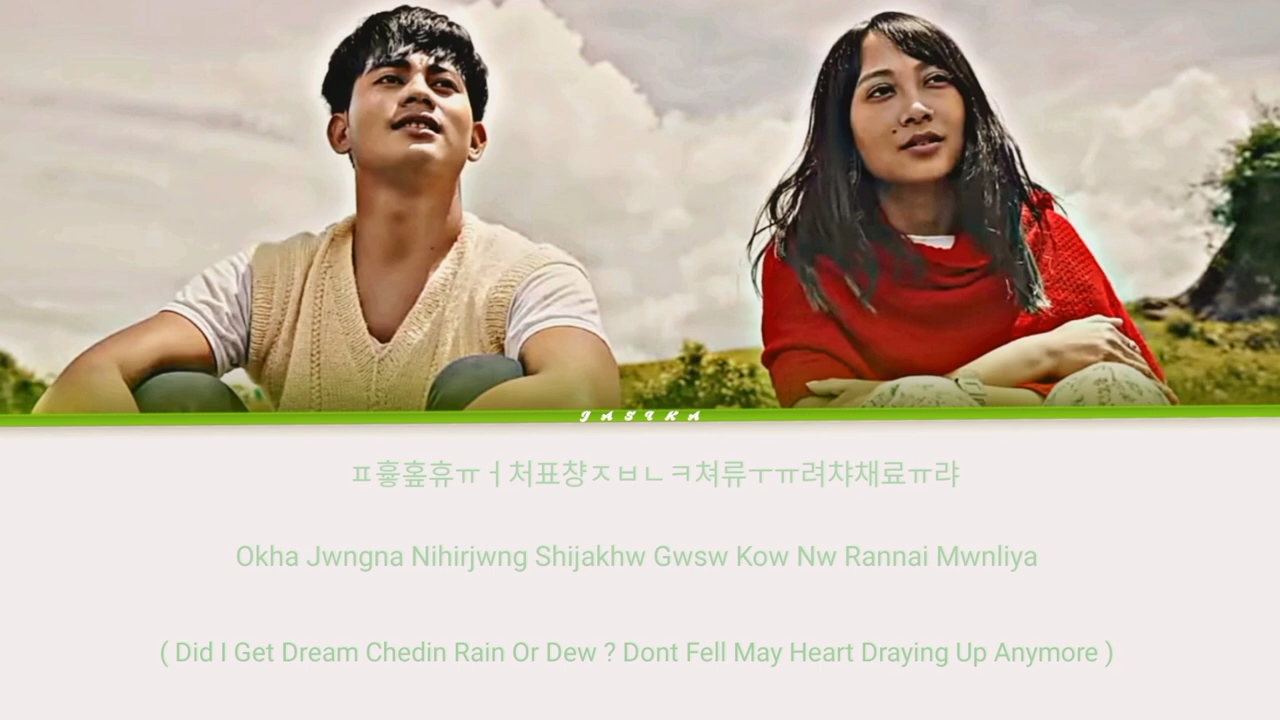 JASIKA
ㅍ흏홒휴ㅠㅓ처표챵ㅈㅂㄴㅋ쳐류ㅜㅠ려챠채료ㅠ랴
Okha Jwngna Nihirjwng Shijakhw Gwsw Kow Nw Rannai Mwnliya
( Did I Get Dream Chedin Rain Or Dew ? Dont Fell May Heart Draying Up Anymore )